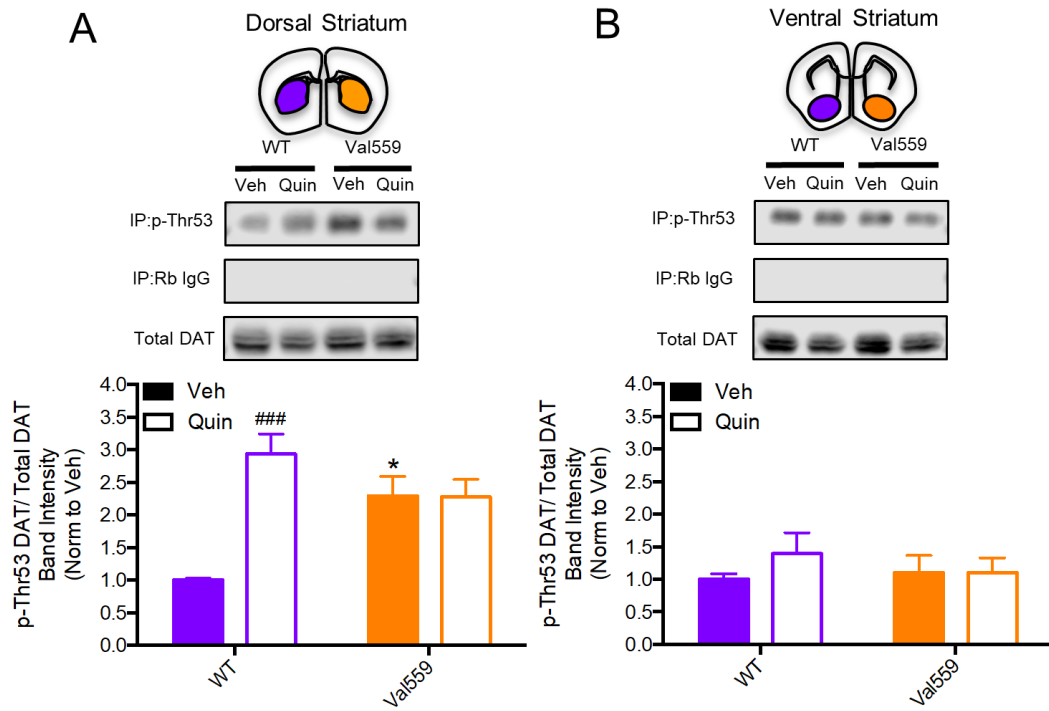 A
Dorsal Striatum
WT Val559
Veh Quin Veh Quin
IP:p-Thr53
IP:Rb IgG
Total DAT
p-Thr53 DAT/ Total DAT
Band Intensity
(Norm to Veh)
4.0
3.5
3.0
2.5
2.0
1.5
1.0
0.5
0.0
Veh
Quin
###
*
WT
Val559
B
Ventral Striatum
WT Val559
Veh Quin Veh Quin
IP:p-Thr53
IP:Rb IgG
Total DAT
p-Thr53 DAT/ Total DAT
Band Intensity
(Norm to Veh)
4.0
3.5
3.0
2.5
2.0
1.5
1.0
0.5
0.0
Veh
Quin
WT
Val559